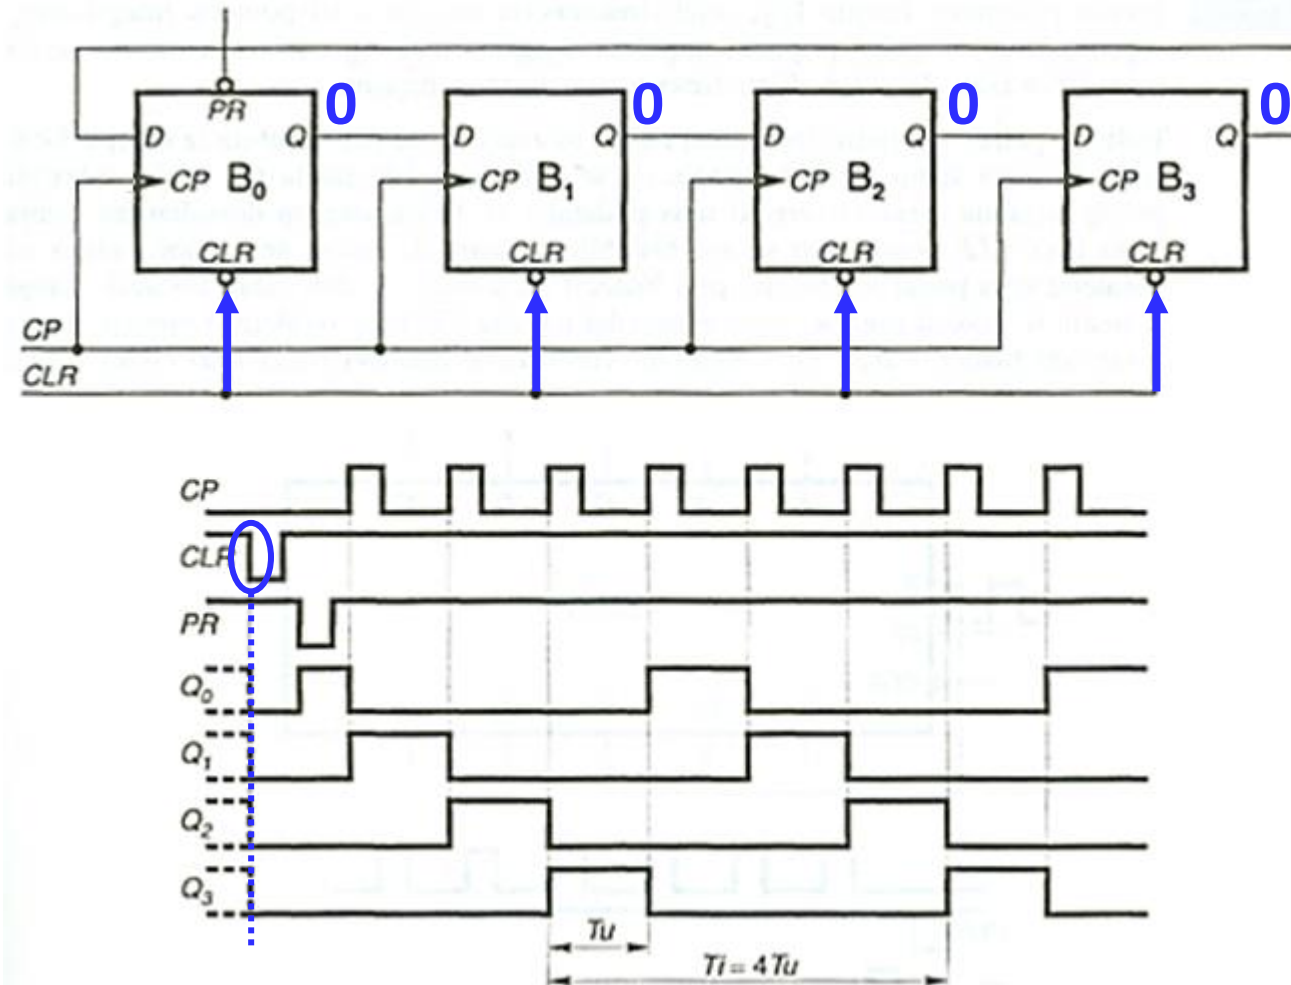 PR
0 0 0 0
D Q D Q D Q D Q
CP B₀ CP B₁ CP B₂ CP B₃
CLR CLR CLR CLR
CP
CLR
CP
CLR
PR
Q₀
Q₁
Q₂
Q₃
Tu
Ti = 4Tu